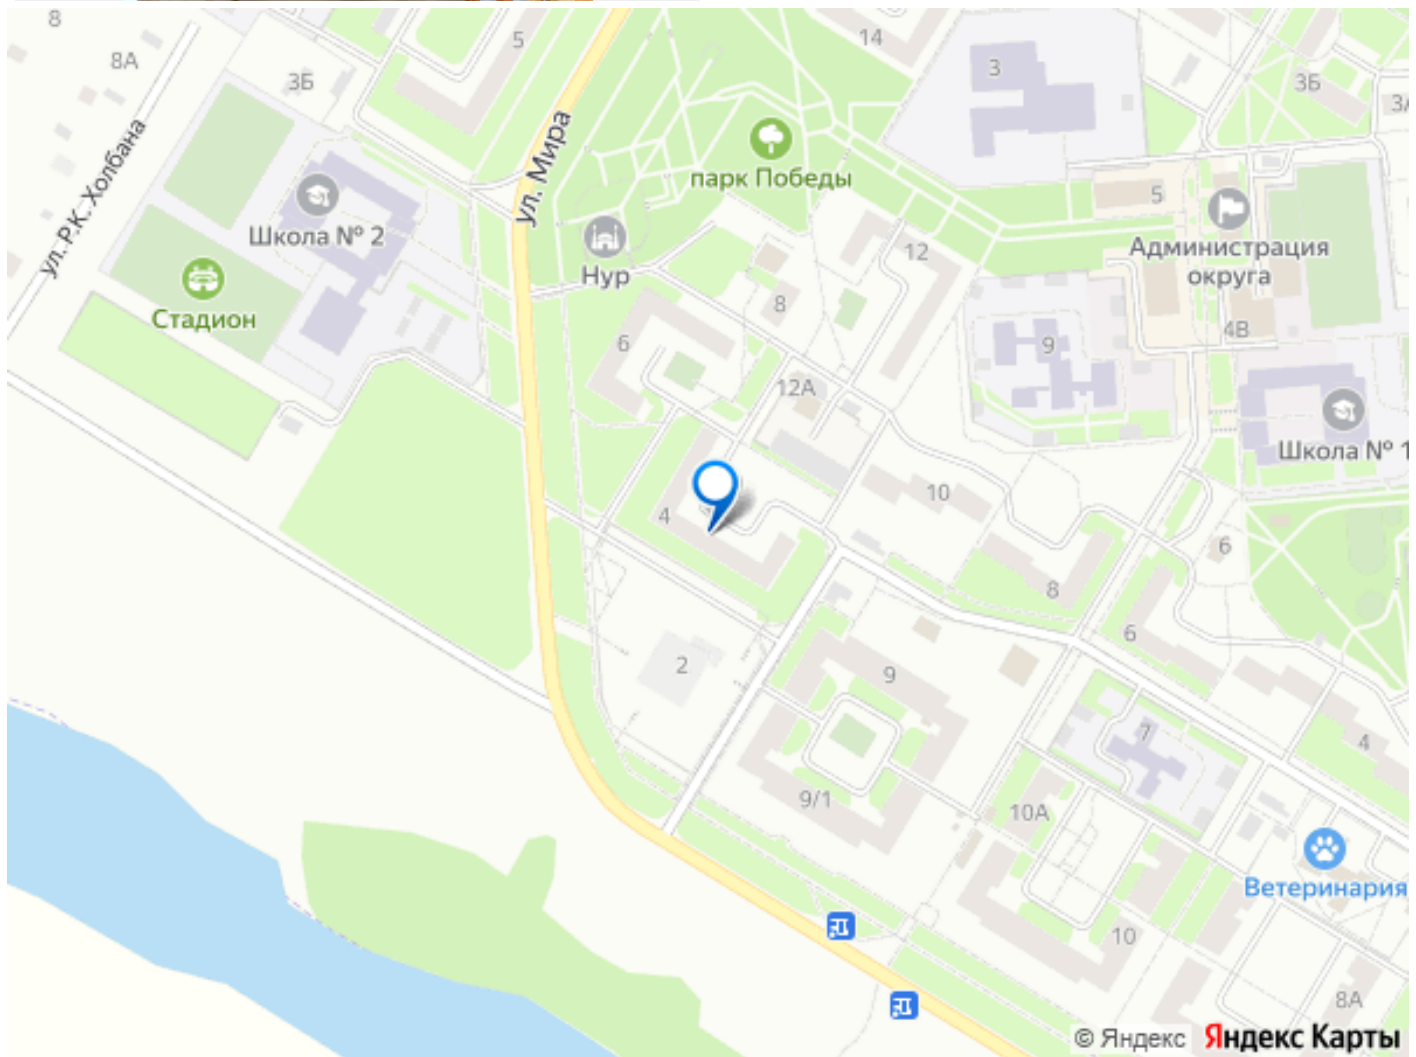 8
8А
3Б
5
14
3
3Б
3А
ул. Р.К. Холбана
ул. Мира
парк Победы
Школа № 2
Стадион
Нур
5
Администрация
округа
12
8
6
9
4В
12А
Школа № 1
10
4
6
8
6
2
9
7
4
9/1
10А
Ветеринария
10
8А
© Яндекс Яндекс Карты